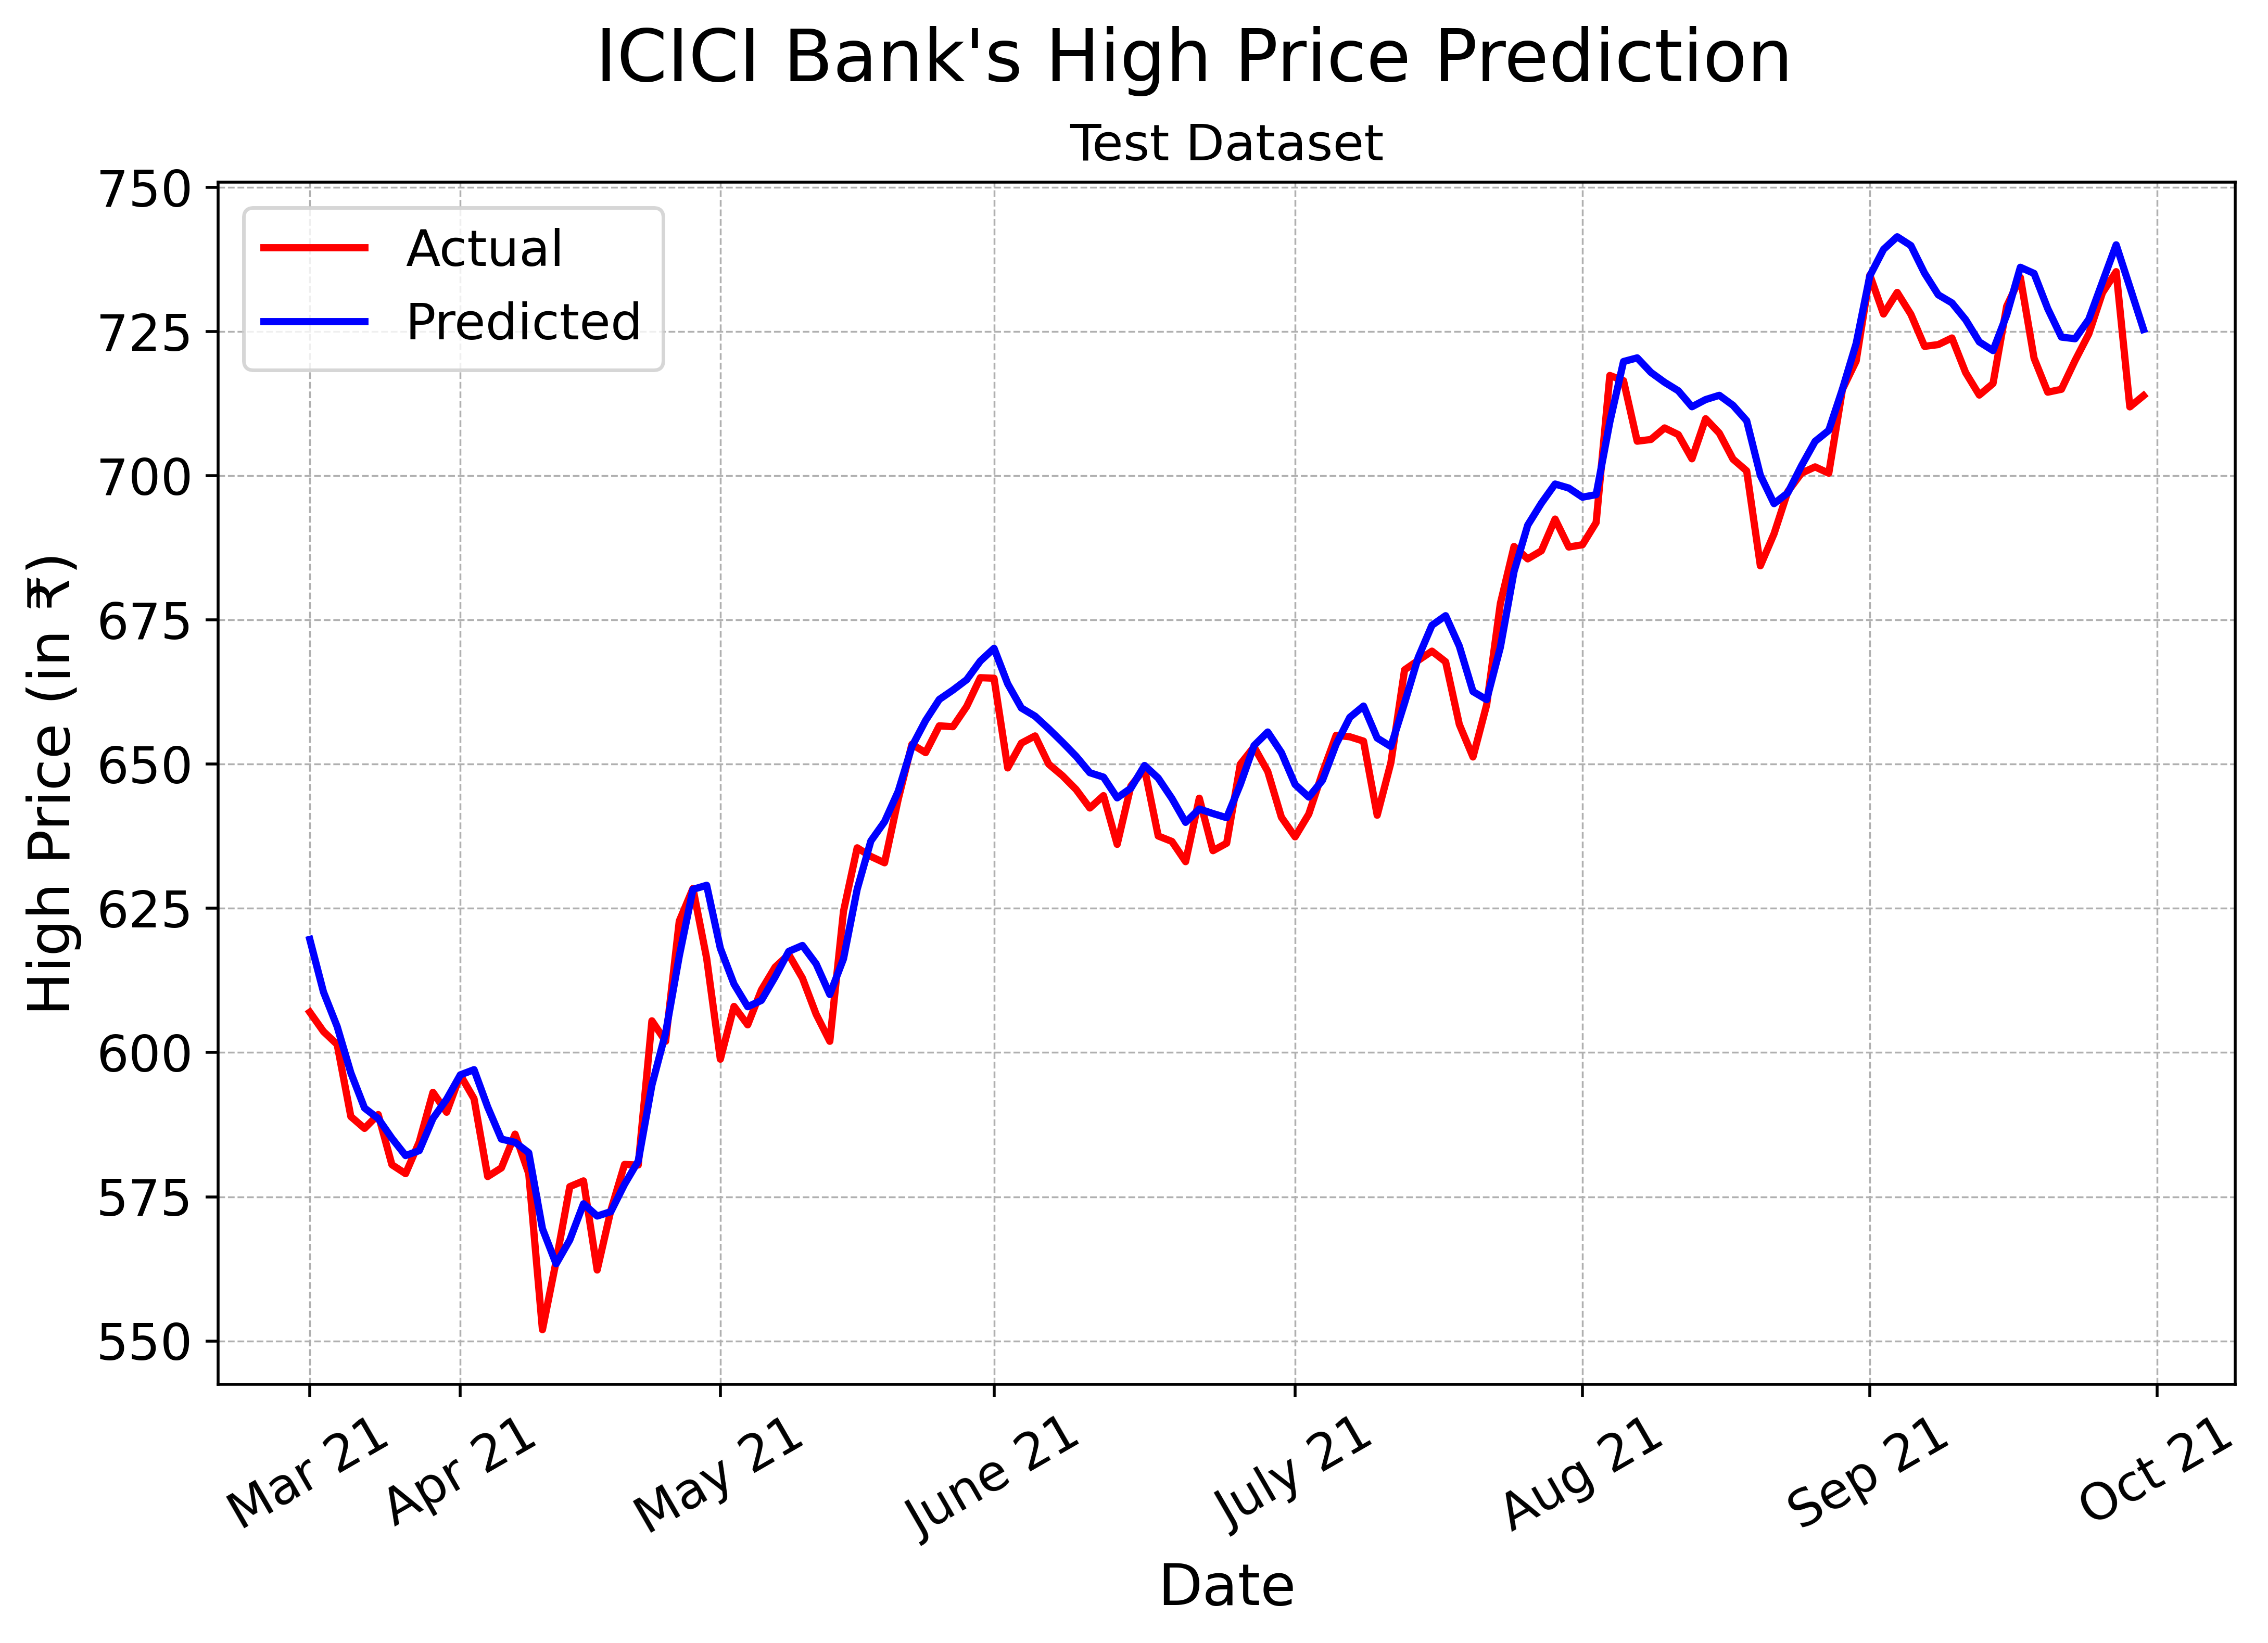 ICICI Bank's High Price Prediction
Test Dataset
Actual
Predicted
High Price (in ₹)
750
725
700
675
650
625
600
575
550
Mar 21
Apr 21
May 21
June 21
July 21
Aug 21
Sep 21
Oct 21
Date